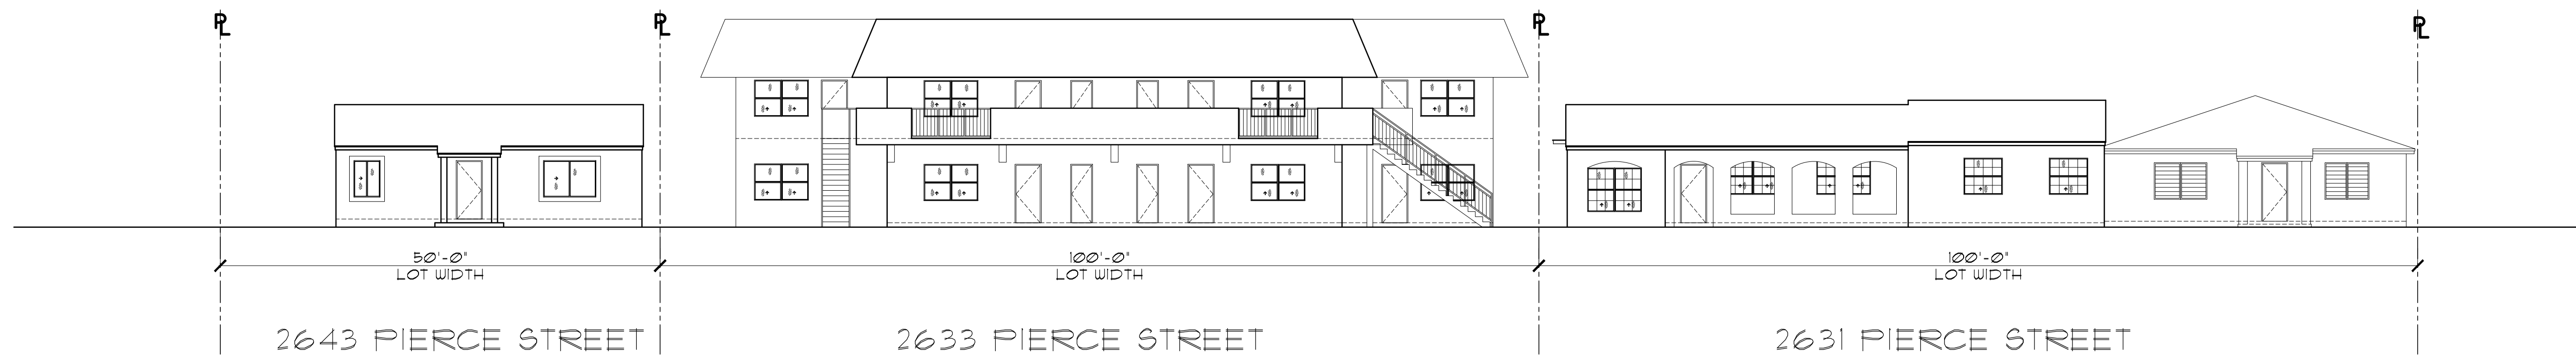 PL
PL
PL
PL
50'-0"
LOT WIDTH
100'-0"
LOT WIDTH
100'-0"
LOT WIDTH
2643 PIERCE STREET
2633 PIERCE STREET
2631 PIERCE STREET